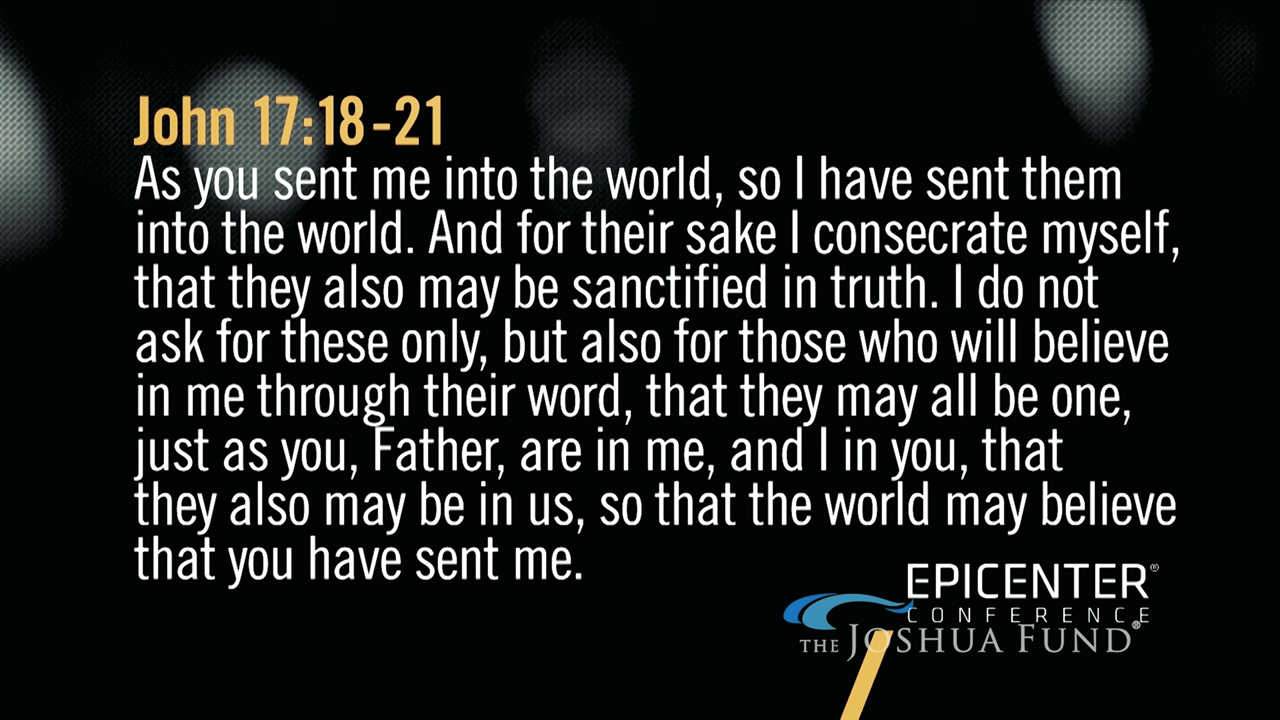 John 17:18-21
As you sent me into the world, so I have sent them
into the world. And for their sake I consecrate myself,
that they also may be sanctified in truth. I do not
ask for these only, but also for those who will believe
in me through their word, that they may all be one,
just as you, Father, are in me, and I in you, that
they also may be in us, so that the world may believe
that you have sent me.
EPICENTER®
CONFERENCE
THE JOSHUA FUND®